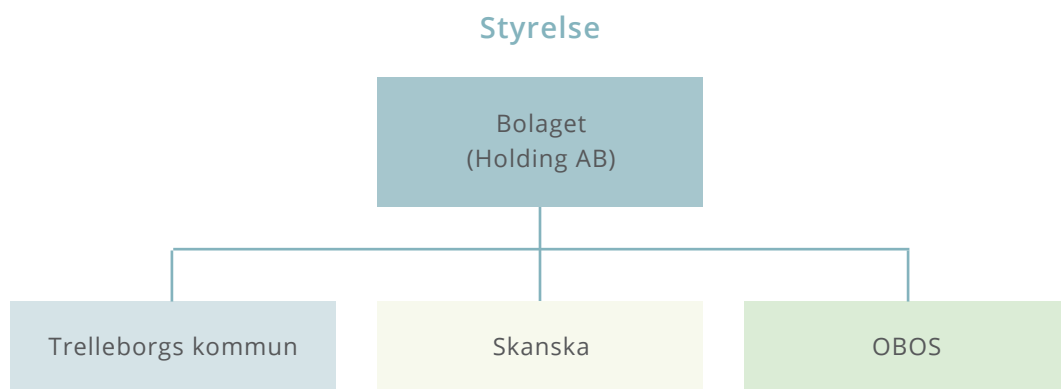 Styrelse
Bolaget
(Holding AB)
Trelleborgs kommun
Skanska
OBOS